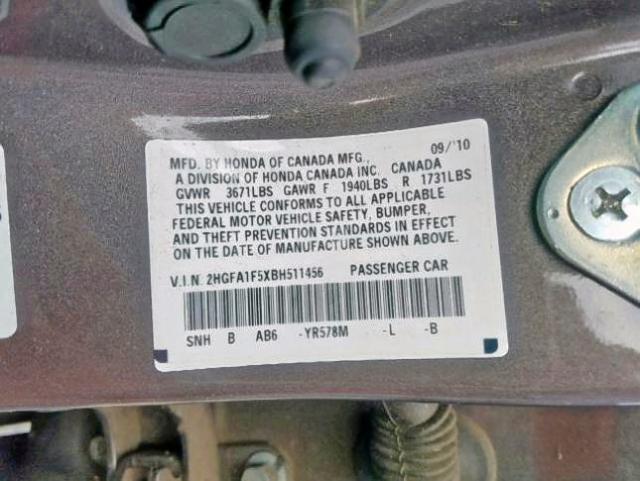 MFD. BY HONDA OF CANADA MFG., 09/'10
A DIVISION OF HONDA CANADA INC. CANADA
GVWR 3671LBS GAWR F 1940LBS R 1731LBS
THIS VEHICLE CONFORMS TO ALL APPLICABLE
FEDERAL MOTOR VEHICLE SAFETY, BUMPER,
AND THEFT PREVENTION STANDARDS IN EFFECT
ON THE DATE OF MANUFACTURE SHOWN ABOVE.
V.I.N. 2HGFA1F5XBH511456 PASSENGER CAR
SNH B AB6 -YR578M -L -B